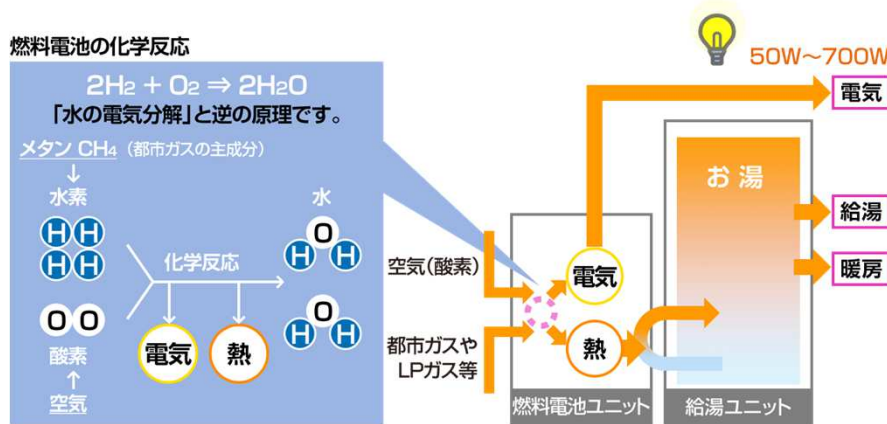 燃料電池の化学反応
2H2 + O2 ⇒ 2H2O
「水の電気分解」と逆の原理です。
メタン CH4（都市ガスの主成分）
水素
水
H H
H H
O
H H
化学反応
O O
O
H H
酸素
電気
熱
空気
50W～700W
電気
お 湯
給湯
暖房
空気(酸素)
電気
都市ガスや
LPガス等
熱
燃料電池ユニット
給湯ユニット